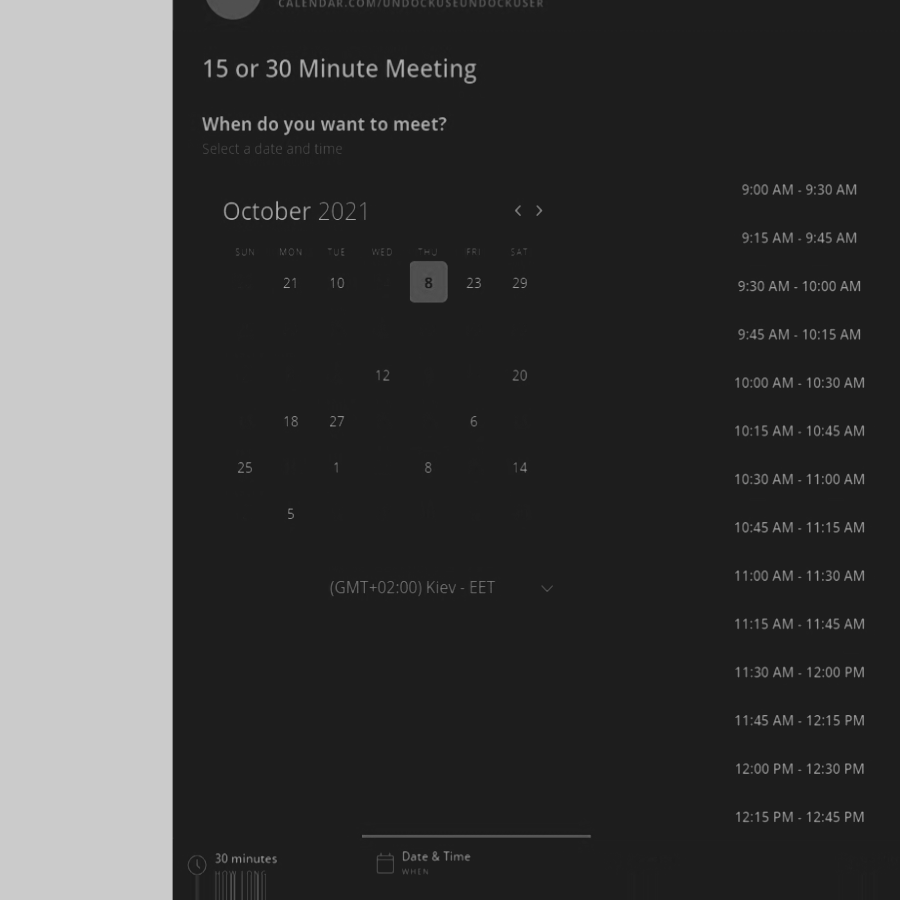 CALENDAR.COM/UNDOCKUSEUNDOCKUSER
15 or 30 Minute Meeting
When do you want to meet?
Select a date and time
October 2021
SUN MON TUE WED THU FRI SAT
21 10 8 23 29
12 20
18 27 6
25 1 8 14
5
(GMT+02:00) Kiev - EET
9:00 AM - 9:30 AM
9:15 AM - 9:45 AM
9:30 AM - 10:00 AM
9:45 AM - 10:15 AM
10:00 AM - 10:30 AM
10:15 AM - 10:45 AM
10:30 AM - 11:00 AM
10:45 AM - 11:15 AM
11:00 AM - 11:30 AM
11:15 AM - 11:45 AM
11:30 AM - 12:00 PM
11:45 AM - 12:15 PM
12:00 PM - 12:30 PM
12:15 PM - 12:45 PM
30 minutes
Date & Time
WHEN